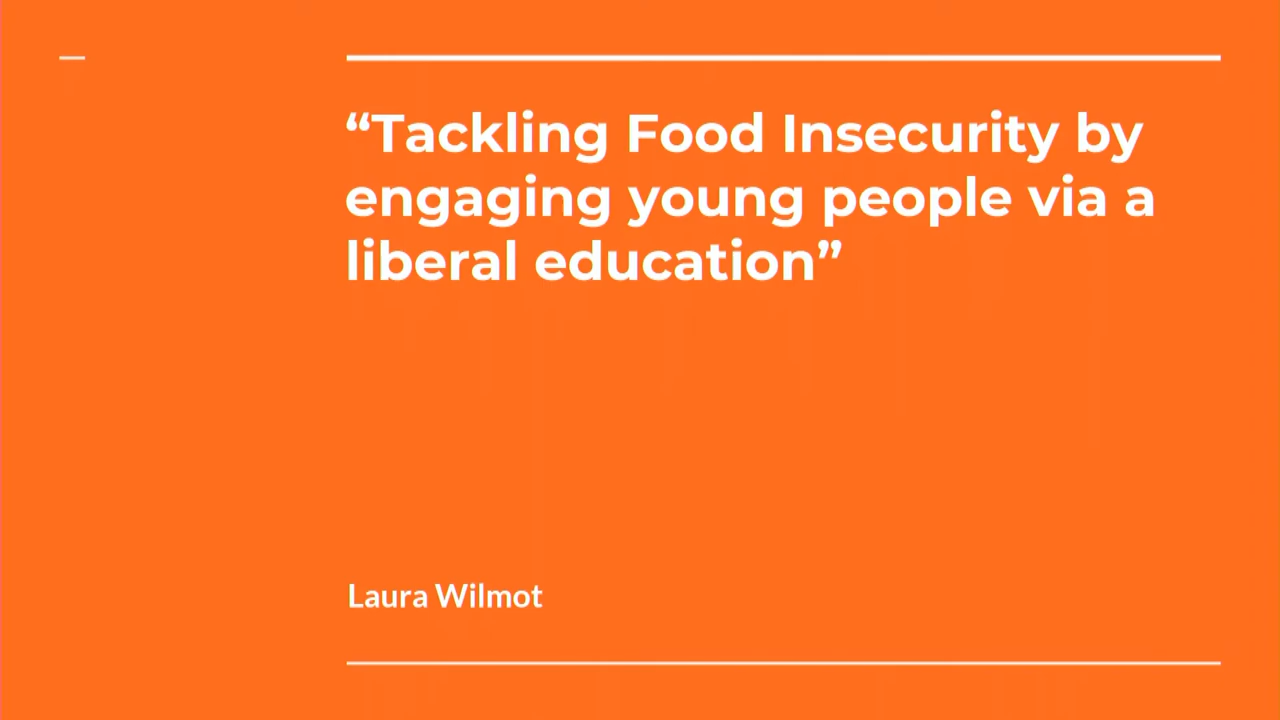 “Tackling Food Insecurity by
engaging young people via a
liberal education”
Laura Wilmot